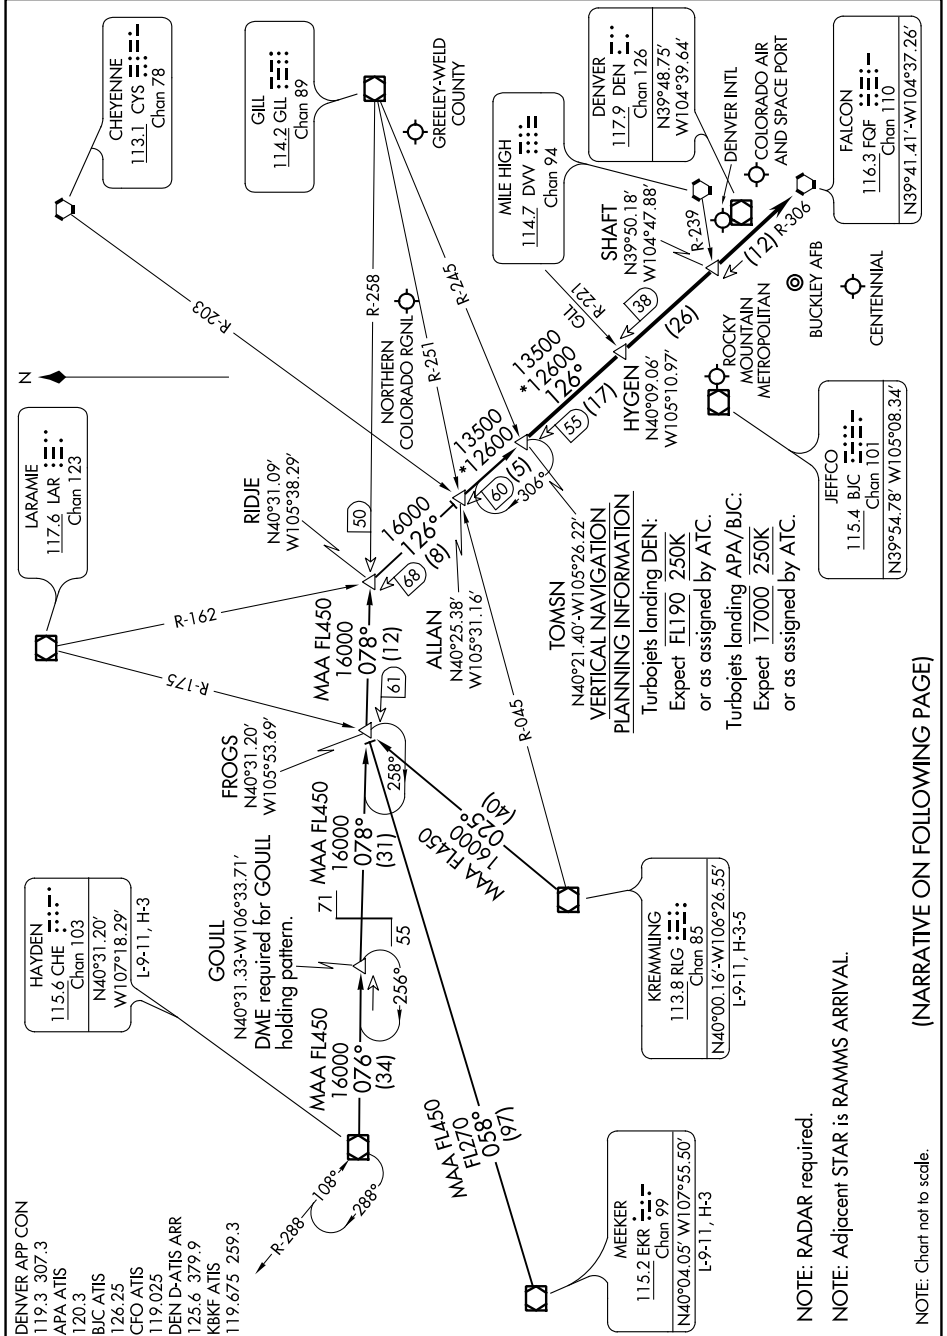 DENVER APP CON
119.3 307.3
APA ATIS
120.3
BJC ATIS
126.25
CFO ATIS
119.025
DEN D-ATIS ARR
125.6 379.9
KBKF ATIS
119.675 259.3
HAYDEN
115.6 CHE
Chan 103
N40°31.20'
W107°18.29'
L-9-11, H-3
LARAMIE
117.6 LAR
Chan 123
N
CHEYENNE
113.1 CYS
Chan 78
GILL
114.2 GLL
Chan 89
GREELEY-WELD
COUNTY
R-288
108°
288°
MAA FL450
16000
076°
(34)
GOULL
N40°31.33-W106°33.71'
DME required for GOULL
holding pattern.
256°
71
55
MAA FL450
16000
078°
(31)
FROGS
N40°31.20'
W105°53.69'
258°
61
MAA FL450
16000
078°
(12)
R-175
R-162
RIDJE
N40°31.09'
W105°38.29'
50
68
16000
126°
(8)
R-203
R-258
R-251
R-245
NORTHERN
COLORADO RGNL
ALLAN
N40°25.38'
W105°31.16'
60
13500
*12600
(5)
306°
TOMSN
N40°21.40'-W105°26.22'
55
13500
*12600
126°
(17)
GLL
R-221
38
HYGEN
N40°09.06'
W105°10.97'
(26)
MILE HIGH
114.7 DVV
Chan 94
SHAFT
N39°50.18'
W104°47.88'
R-239
(12)
R-306
DENVER
117.9 DEN
Chan 126
N39°48.75'
W104°39.64'
DENVER INTL
COLORADO AIR
AND SPACE PORT
FALCON
116.3 FQF
Chan 110
N39°41.41'-W104°37.26'
ROCKY
MOUNTAIN
METROPOLITAN
BUCKLEY AFB
CENTENNIAL
JEFFCO
115.4 BJC
Chan 101
N39°54.78' W105°08.34'
VERTICAL NAVIGATION
PLANNING INFORMATION
Turbojets landing DEN:
Expect FL190 250K
or as assigned by ATC.
Turbojets landing APA/BJC:
Expect 17000 250K
or as assigned by ATC.
R-045
MAA FL450
16000
025°
(40)
KREMMLING
113.8 RLG
Chan 85
N40°00.16'-W106°26.55'
L-9-11, H-3-5
MAA FL450
FL270
058°
(97)
MEEKER
115.2 EKR
Chan 99
N40°04.05' W107°55.50'
L-9-11, H-3
NOTE: RADAR required.
NOTE: Adjacent STAR is RAMMS ARRIVAL.
NOTE: Chart not to scale.
(NARRATIVE ON FOLLOWING PAGE)